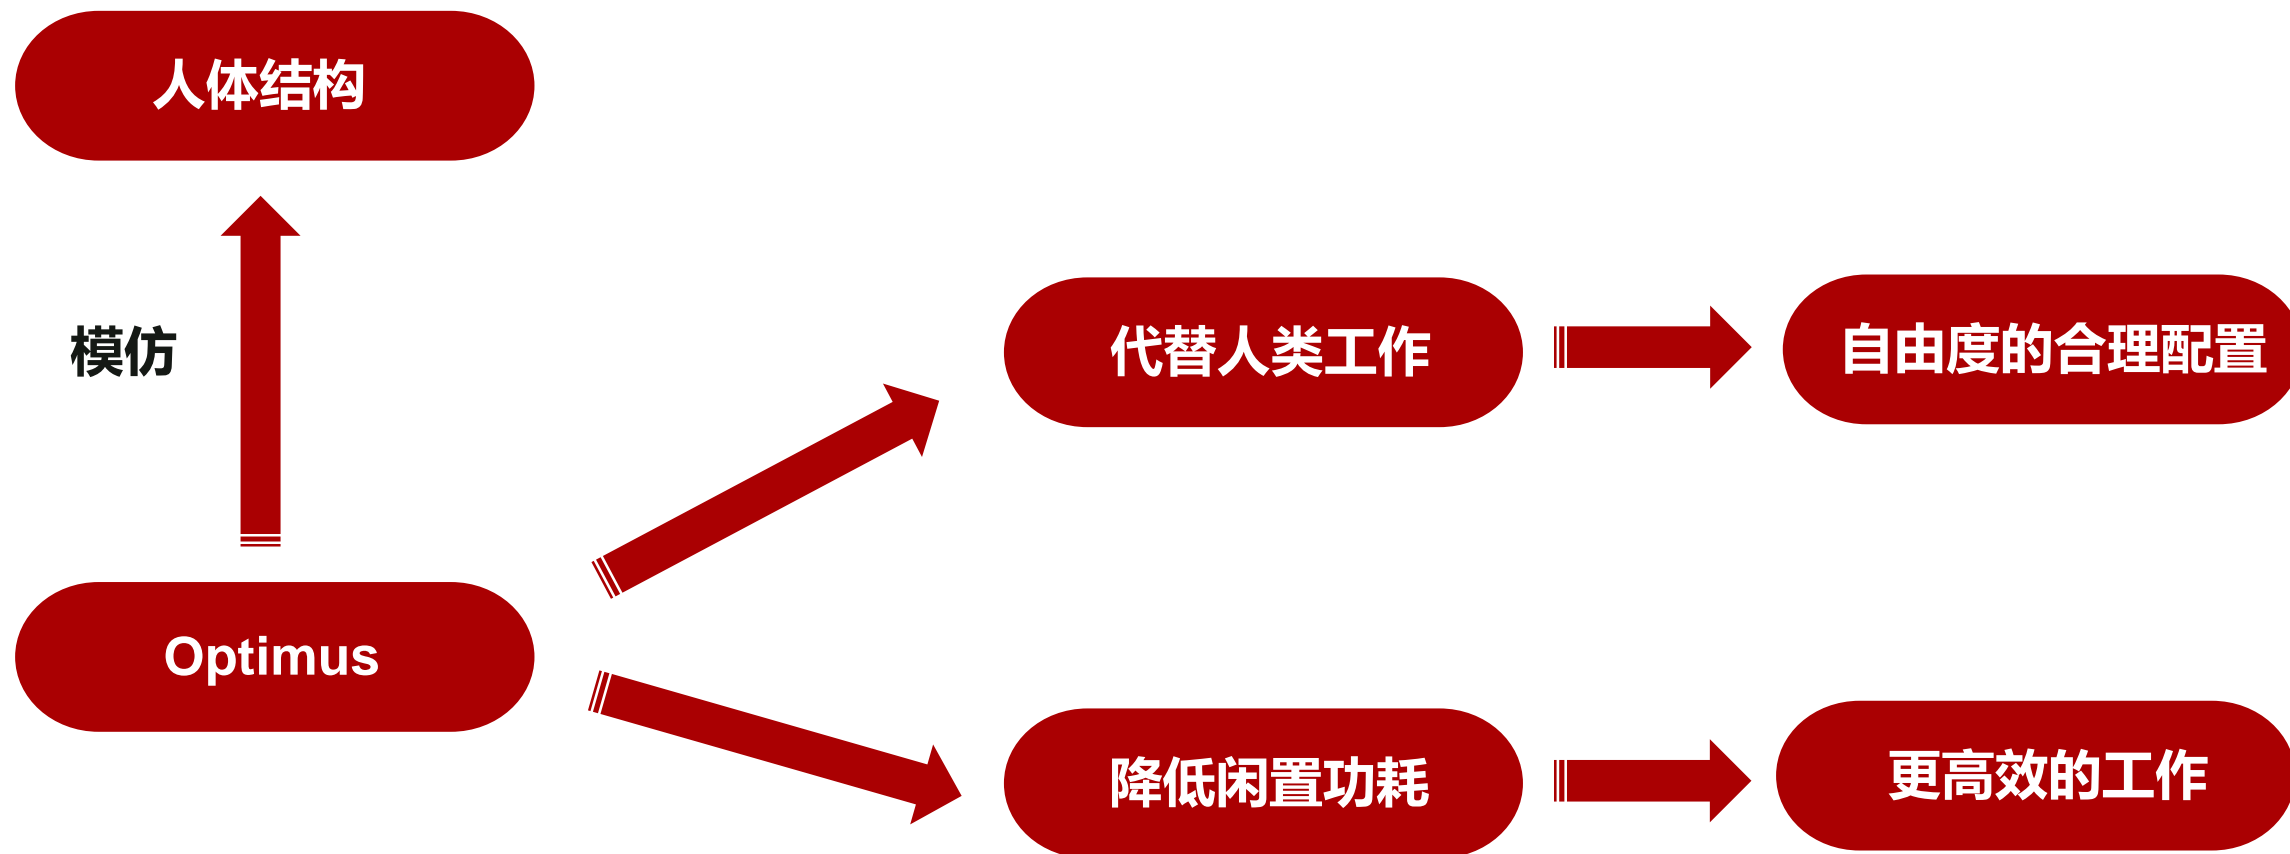 人体结构
模仿
代替人类工作
自由度的合理配置
Optimus
降低闲置功耗
更高效的工作